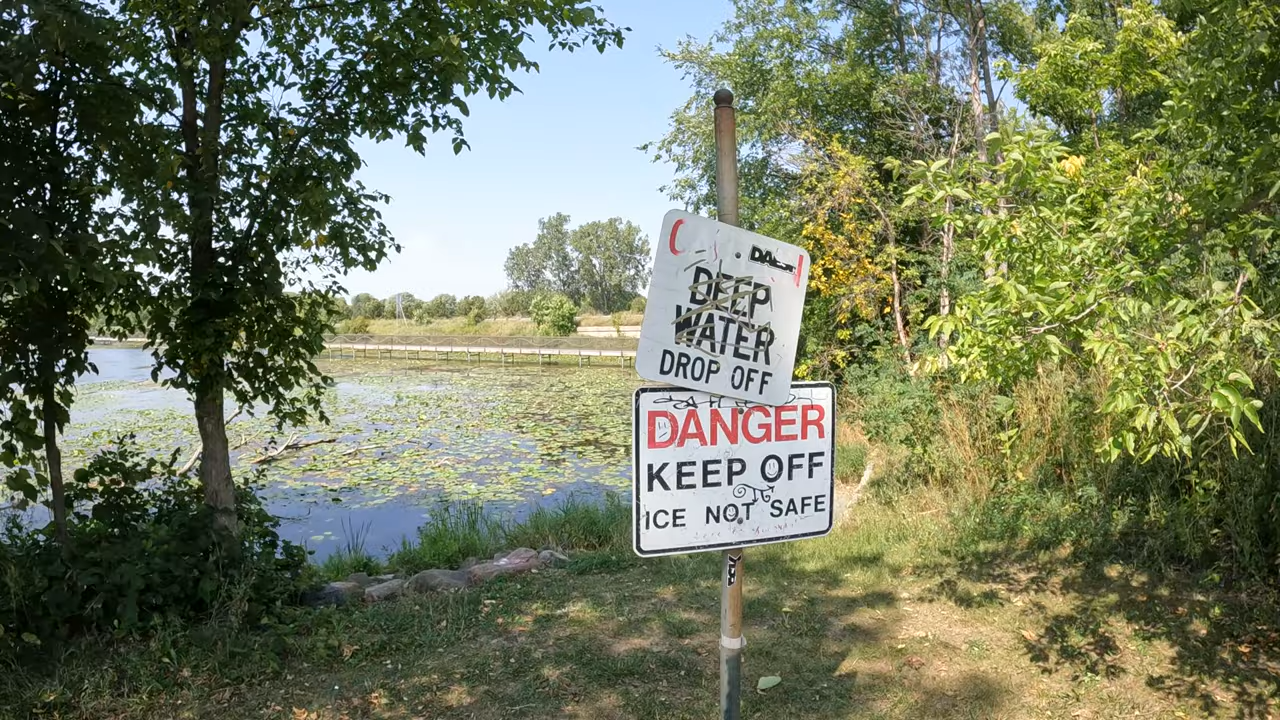 DEEP
WATER
DROP OFF
DANGER
KEEP OFF
ICE NOT SAFE